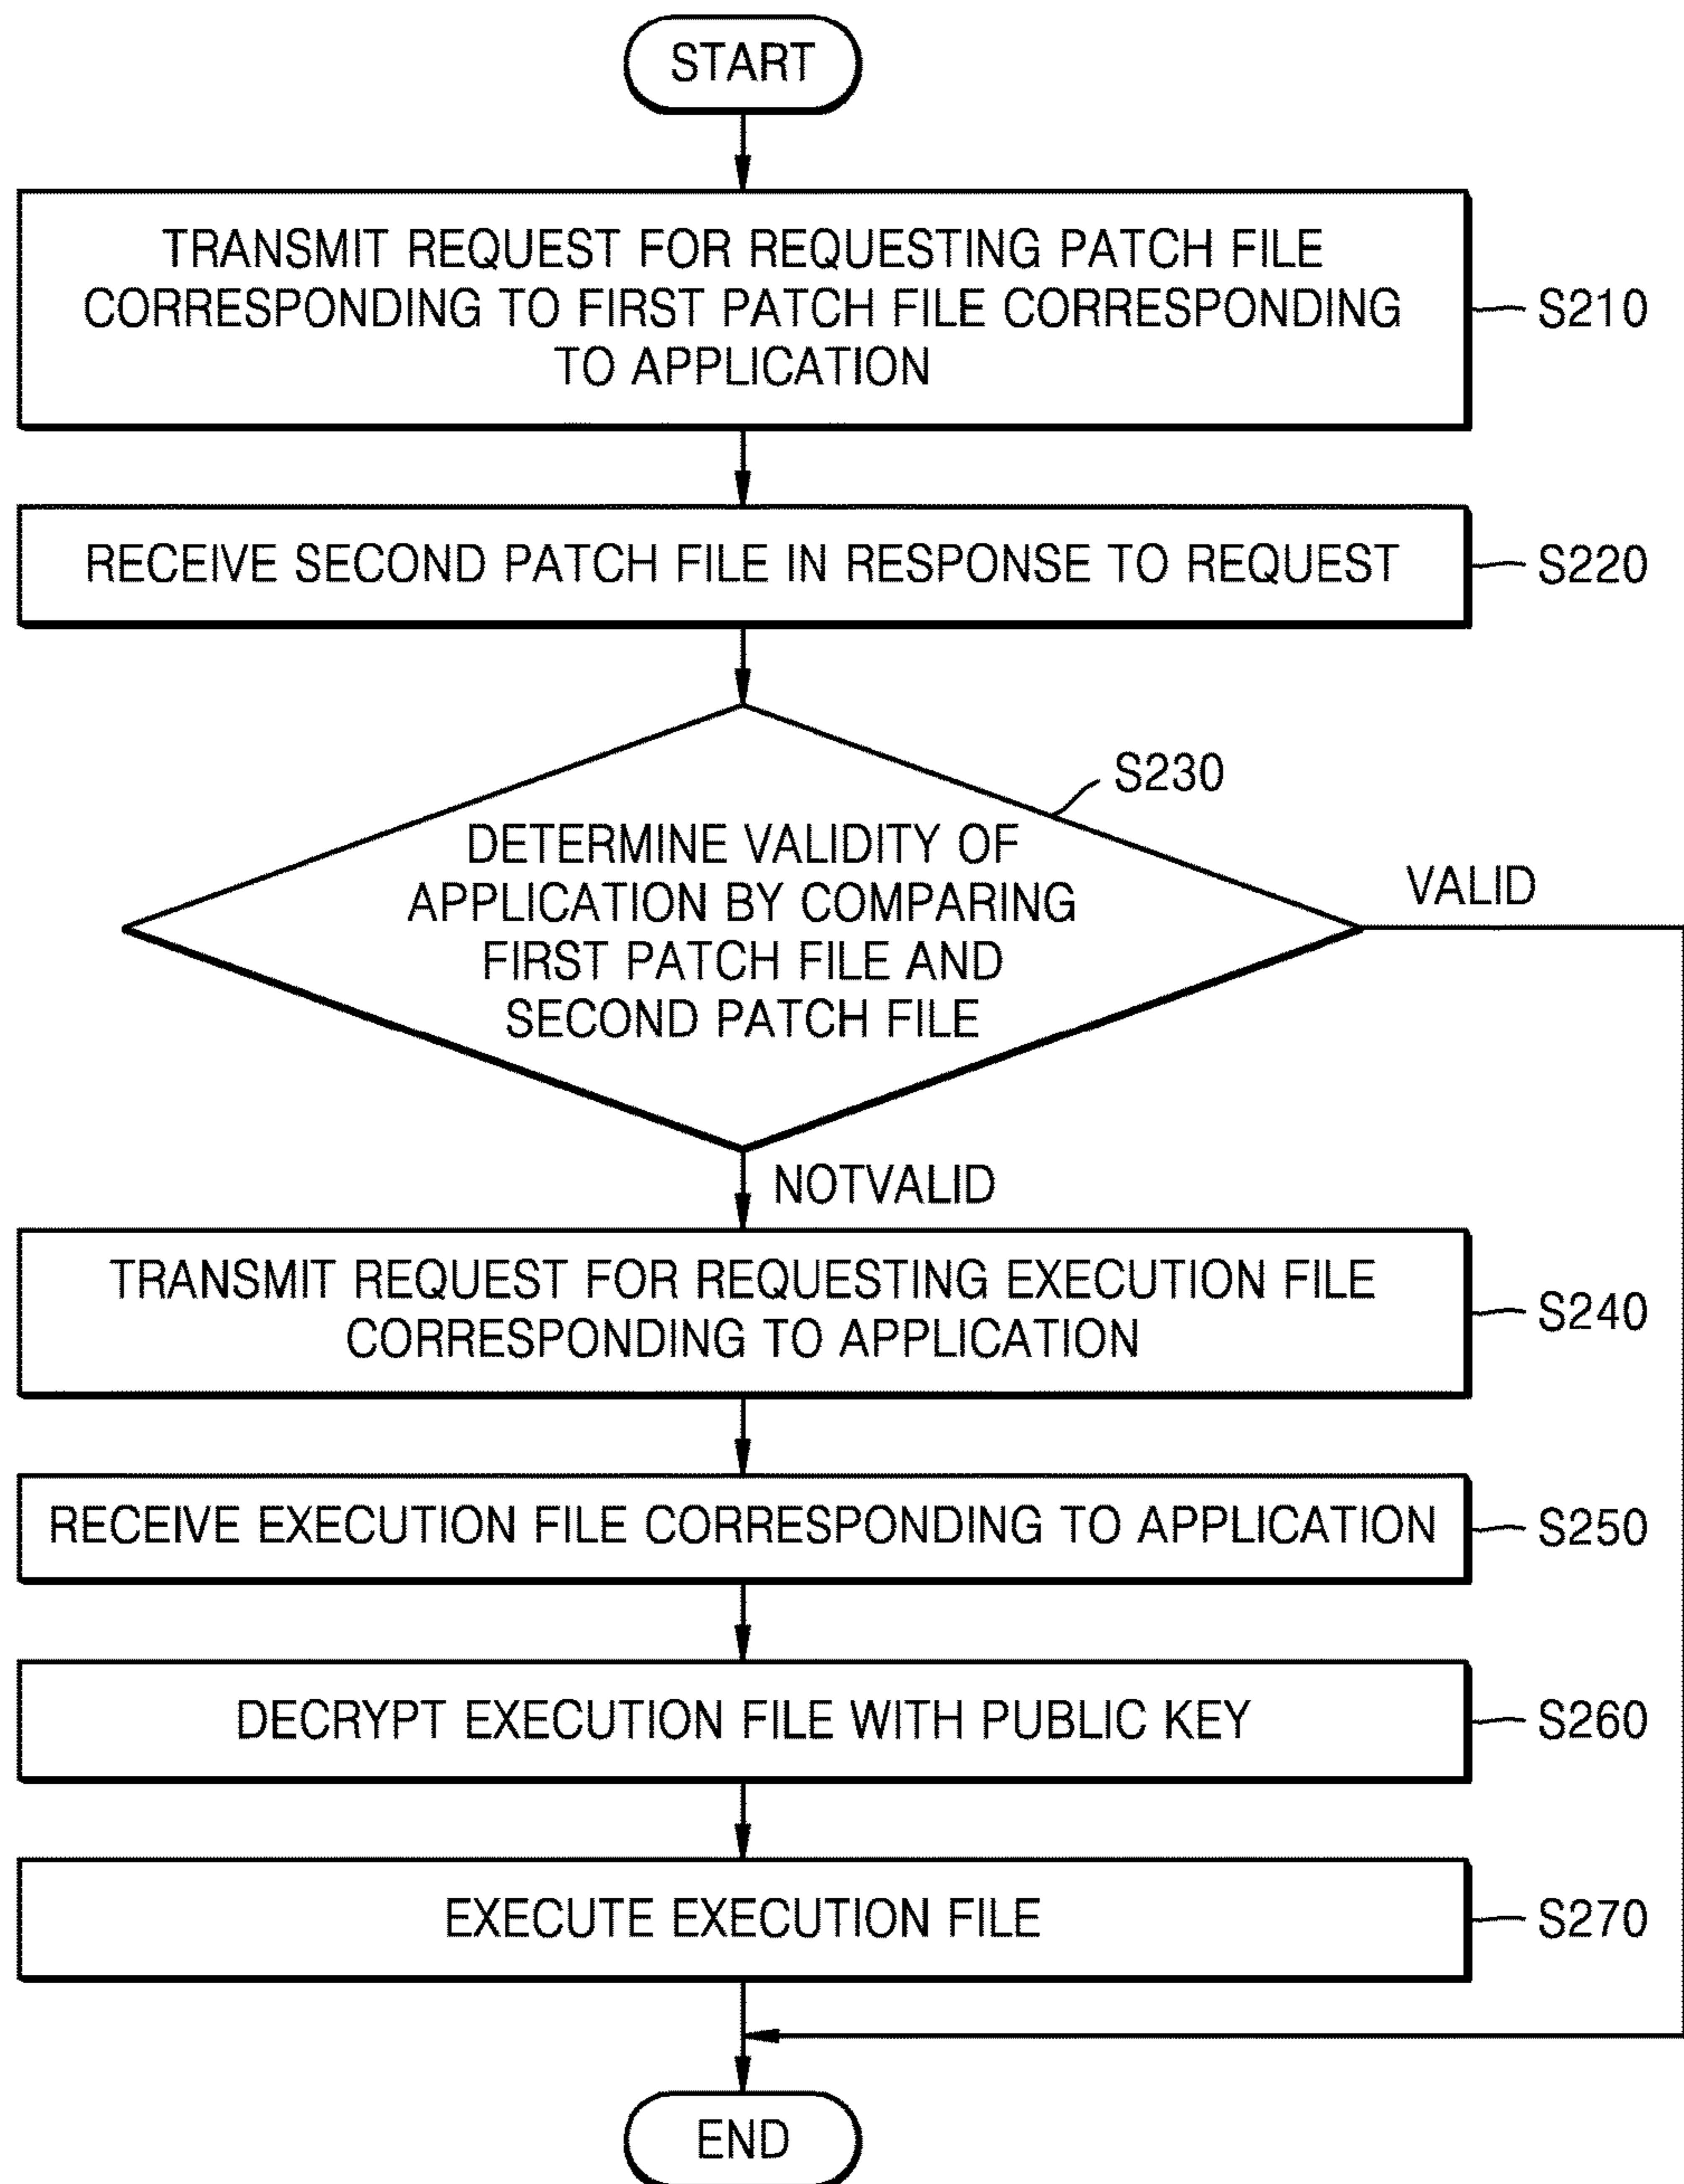 START
TRANSMIT REQUEST FOR REQUESTING PATCH FILE
CORRESPONDING TO FIRST PATCH FILE CORRESPONDING
TO APPLICATION
S210
RECEIVE SECOND PATCH FILE IN RESPONSE TO REQUEST
S220
S230
DETERMINE VALIDITY OF
APPLICATION BY COMPARING
FIRST PATCH FILE AND
SECOND PATCH FILE
VALID
NOTVALID
TRANSMIT REQUEST FOR REQUESTING EXECUTION FILE
CORRESPONDING TO APPLICATION
S240
RECEIVE EXECUTION FILE CORRESPONDING TO APPLICATION
S250
DECRYPT EXECUTION FILE WITH PUBLIC KEY
S260
EXECUTE EXECUTION FILE
S270
END